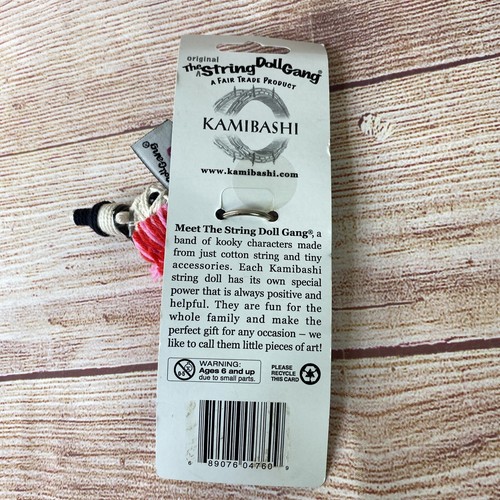 original
The String Doll Gang®
A FAIR TRADE PRODUCT
KAMIBASHI
www.kamibashi.com
Meet The String Doll Gang®, a
band of kooky characters made
from just cotton string and tiny
accessories. Each Kamibashi
string doll has its own special
power that is always positive and
helpful. They are fun for the
whole family and make the
perfect gift for any occasion – we
like to call them little pieces of art!
WARNING:
Ages 6 and up
due to small parts.
PLEASE
RECYCLE
THIS CARD
6 89076 04760 9
Doll Gang®